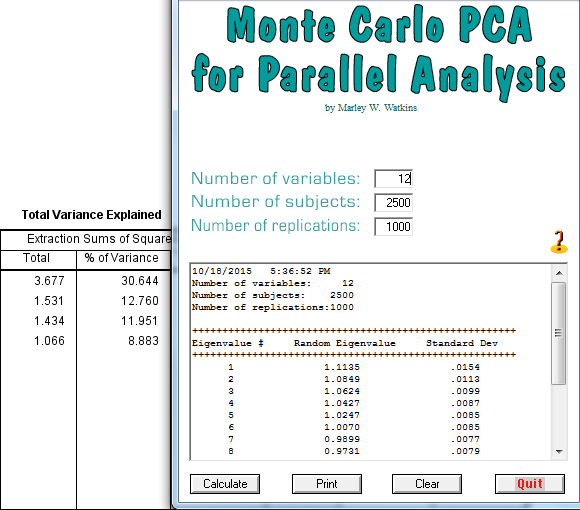 Monte Carlo PCA
for Parallel Analysis
by Marley W. Watkins
Number of variables: 12
Number of subjects: 2500
Number of replications: 1000
Total Variance Explained
Extraction Sums of Square
Total % of Variance
3.677 30.644
1.531 12.760
1.434 11.951
1.066 8.883
10/18/2015 5:36:52 PM
Number of variables: 12
Number of subjects: 2500
Number of replications:1000
++++++++++++++++++++++++++++++++++++++++++++++++++++++
Eigenvalue # Random Eigenvalue Standard Dev
++++++++++++++++++++++++++++++++++++++++++++++++++++++
1 1.1135 .0154
2 1.0849 .0113
3 1.0624 .0099
4 1.0427 .0087
5 1.0247 .0085
6 1.0070 .0085
7 0.9899 .0077
8 0.9731 .0079
Calculate Print Clear Quit